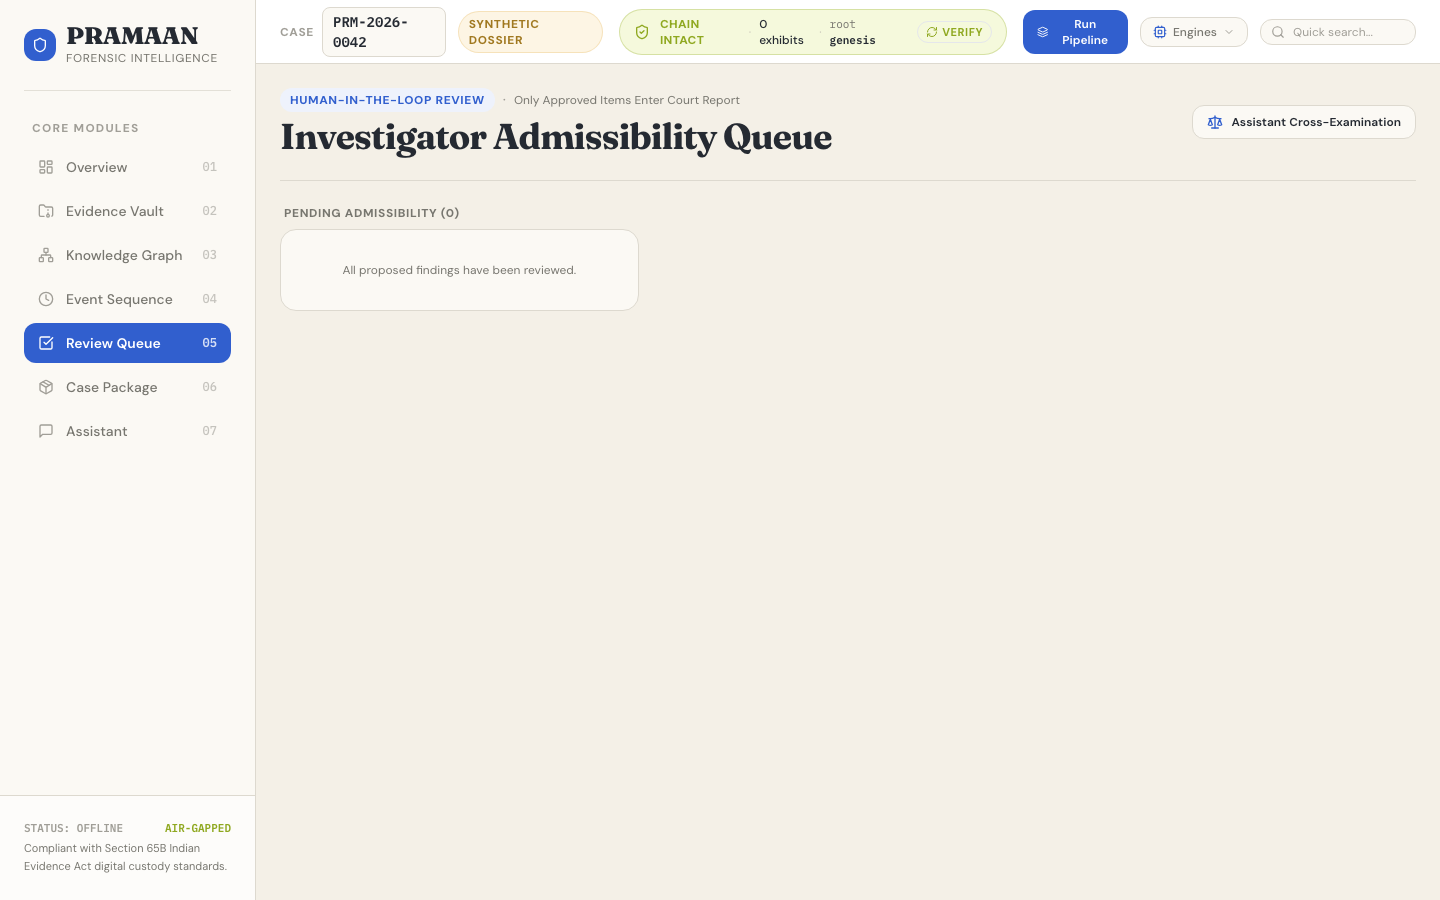 PRAMAAN
FORENSIC INTELLIGENCE
CORE MODULES
Overview 01
Evidence Vault 02
Knowledge Graph 03
Event Sequence 04
Review Queue 05
Case Package 06
Assistant 07
STATUS: OFFLINE AIR-GAPPED
Compliant with Section 65B Indian
Evidence Act digital custody standards.
CASE
PRM-2026-
0042
SYNTHETIC
DOSSIER
CHAIN
INTACT
·
0
exhibits
·
root
genesis
VERIFY
Run
Pipeline
Engines
Quick search...
HUMAN-IN-THE-LOOP REVIEW · Only Approved Items Enter Court Report
Investigator Admissibility Queue
Assistant Cross-Examination
PENDING ADMISSIBILITY (0)
All proposed findings have been reviewed.